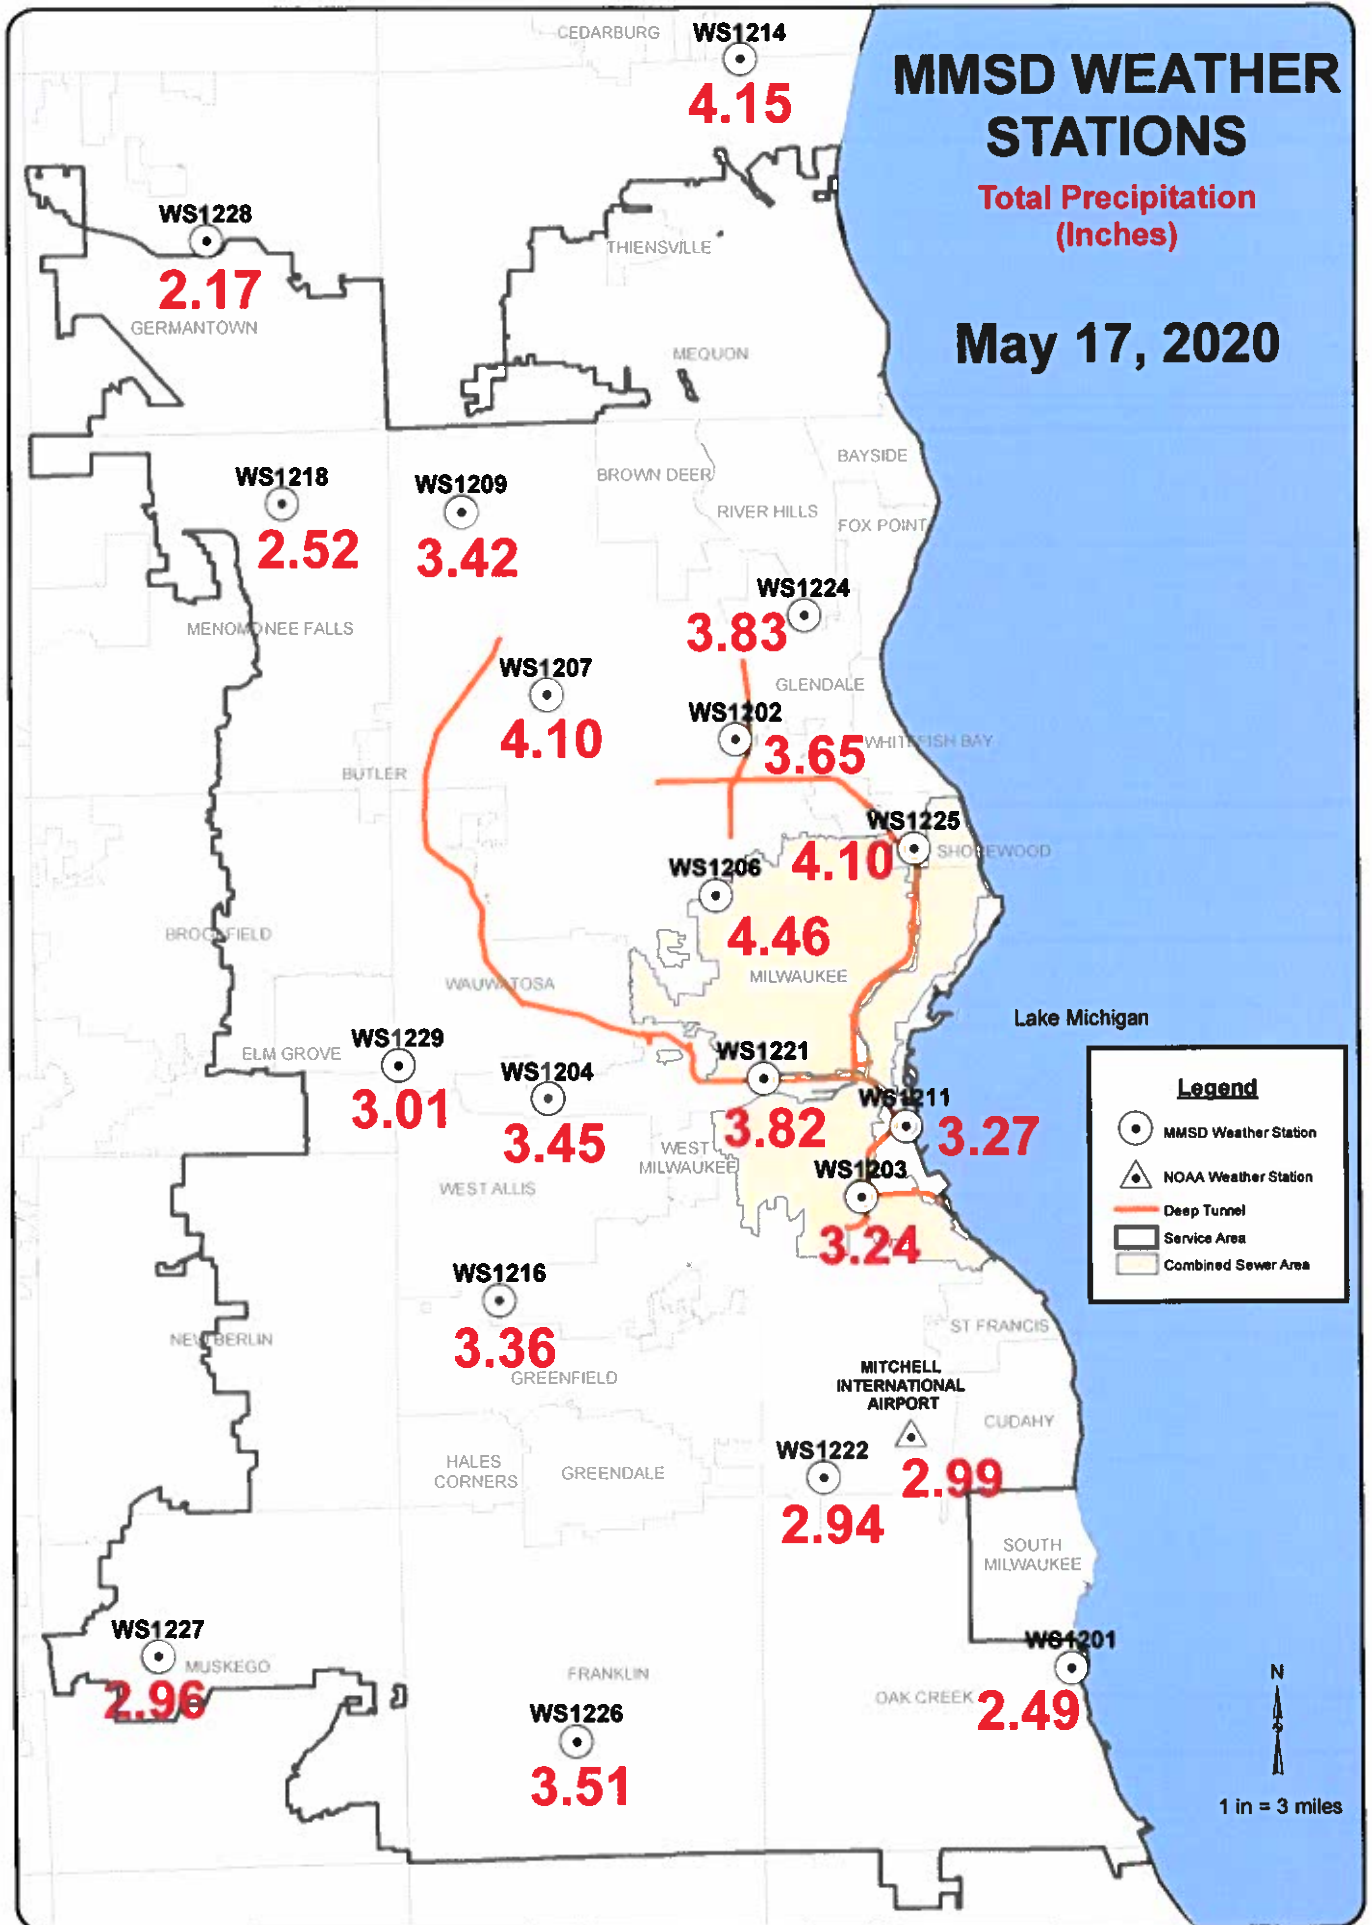 CEDARBURG
WS1214
4.15
MMSD WEATHER
STATIONS
Total Precipitation
(Inches)
May 17, 2020
WS1228
2.17
GERMANTOWN
THIENSVILLE
MEQUON
WS1218
2.52
WS1209
3.42
BROWN DEER
BAYSIDE
RIVER HILLS
FOX POINT
WS1224
3.83
MENOMONEE FALLS
WS1207
4.10
GLENDALE
WS1202
3.65
WHITEFISH BAY
BUTLER
WS1225
4.10
SHOREWOOD
WS1206
4.46
MILWAUKEE
BROOKFIELD
WAUWATOSA
Lake Michigan
ELM GROVE
WS1229
3.01
WS1204
3.45
WS1221
3.82
WS1211
3.27
WEST
MILWAUKEE
WS1203
3.24
WEST ALLIS
Legend
MMSD Weather Station
NOAA Weather Station
Deep Tunnel
Service Area
Combined Sewer Area
WS1216
3.36
NEW BERLIN
GREENFIELD
ST FRANCIS
MITCHELL
INTERNATIONAL
AIRPORT
2.99
CUDAHY
HALES
CORNERS
GREENDALE
WS1222
2.94
SOUTH
MILWAUKEE
WS1227
2.96
MUSKEGO
FRANKLIN
WS1226
3.51
WS1201
OAK CREEK
2.49
N
1 in = 3 miles